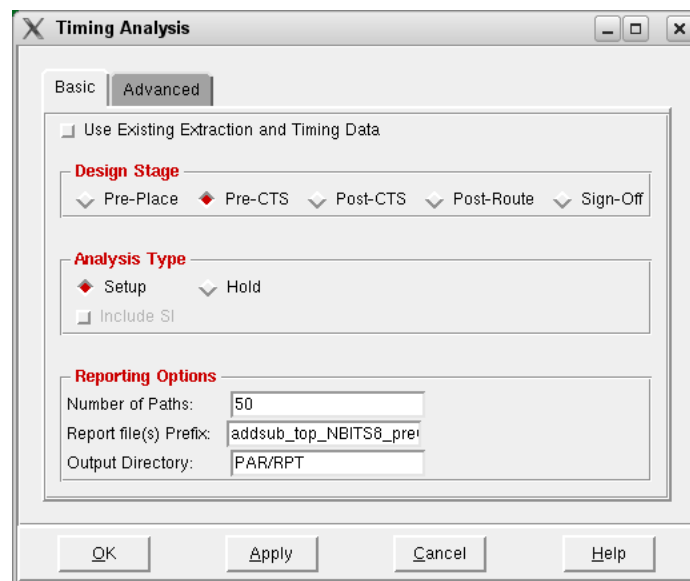 Timing Analysis
Basic Advanced
Use Existing Extraction and Timing Data
Design Stage
Pre-Place Pre-CTS Post-CTS Post-Route Sign-Off
Analysis Type
Setup Hold
Include SI
Reporting Options
Number of Paths: 50
Report file(s) Prefix: addsub_top_NBITS8_pre
Output Directory: PAR/RPT
OK Apply Cancel Help